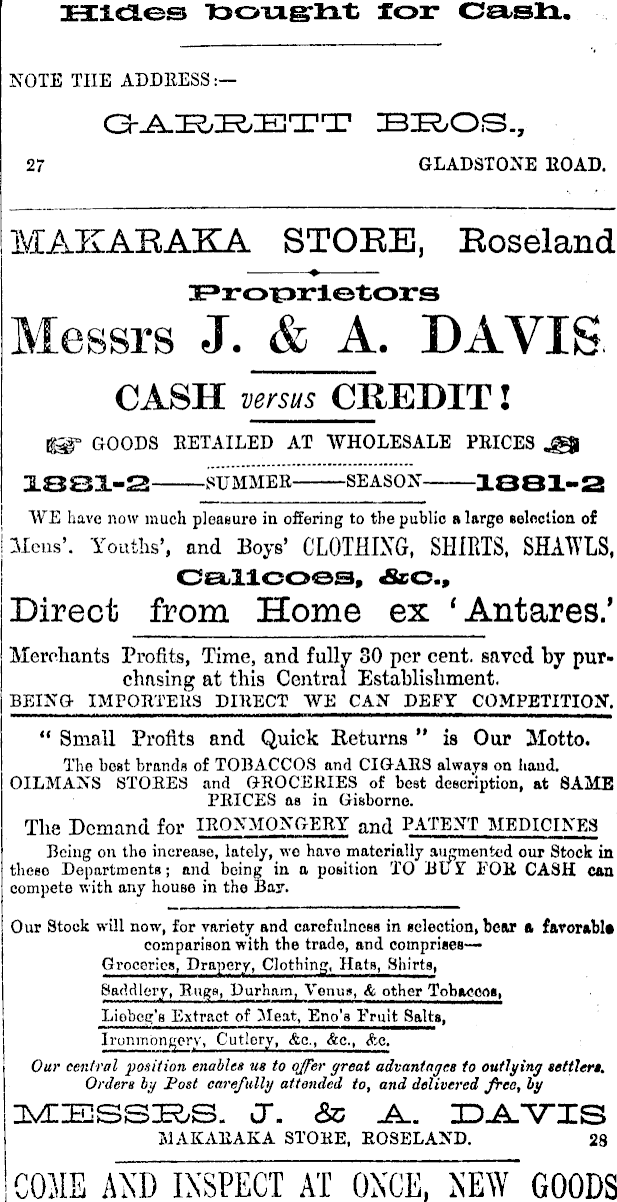 Hides bought for Cash.
NOTE THE ADDRESS:—
GARRETT BROS.,
27 GLADSTONE ROAD.
MAKARAKA STORE, Roseland
Proprietors
Messrs J. & A. DAVIS.
CASH versus CREDIT!
GOODS RETAILED AT WHOLESALE PRICES
1881-2——SUMMER——SEASON——1881-2
WE have now much pleasure in offering to the public a large selection of
Mens'. Youths', and Boys' CLOTHING, SHIRTS, SHAWLS,
Calicoes, &c.,
Direct from Home ex 'Antares.'
Merchants Profits, Time, and fully 30 per cent. saved by pur-
chasing at this Central Establishment.
BEING IMPORTERS DIRECT WE CAN DEFY COMPETITION.
" Small Profits and Quick Returns " is Our Motto.
The best brands of TOBACCOS and CIGARS always on hand.
OILMANS STORES and GROCERIES of best description, at SAME
PRICES as in Gisborne.
The Demand for IRONMONGERY and PATENT MEDICINES
Being on the increase, lately, we have materially augmented our Stock in
these Departments; and being in a position TO BUY FOR CASH can
compete with any house in the Bay.
Our Stock will now, for variety and carefulness in selection, bear a favorable
comparison with the trade, and comprises—
Groceries, Drapery, Clothing, Hats, Shirts,
Saddlery, Rugs, Durham, Venus, & other Tobaccos,
Liebeg's Extract of Meat, Eno's Fruit Salts,
Ironmongery, Cutlery, &c., &c., &c.
Our central position enables us to offer great advantages to outlying settlers.
Orders by Post carefully attended to, and delivered free, by
MESSRS. J. & A. DAVIS
MAKARAKA STORE, ROSELAND. 28
COME AND INSPECT AT ONCE, NEW GOODS